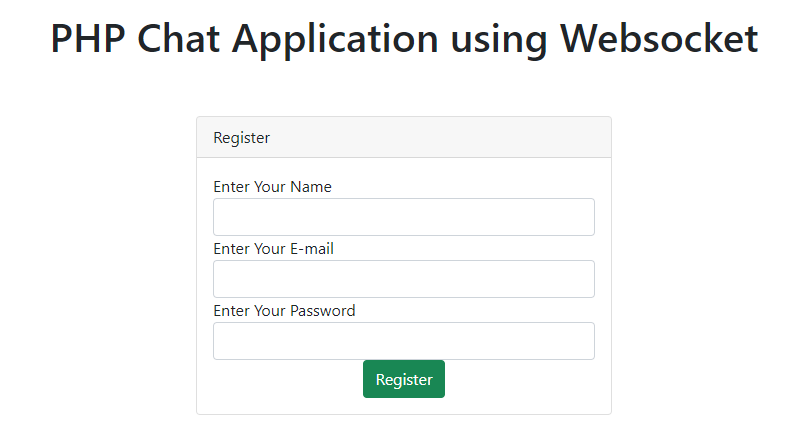 PHP Chat Application using Websocket
Register
Enter Your Name
Enter Your E-mail
Enter Your Password
Register